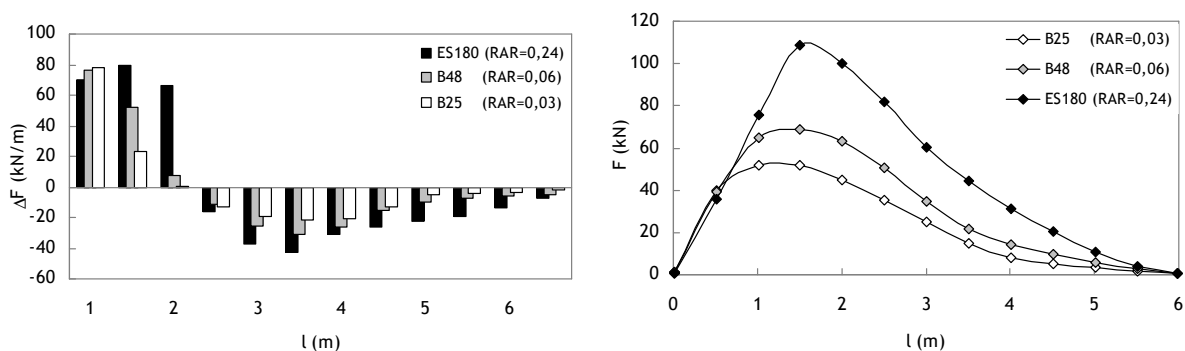 100
80
60
40
20
0
-20
-40
-60
ΔF (kN/m)
ES180 (RAR=0,24)
B48 (RAR=0,06)
B25 (RAR=0,03)
1 2 3 4 5 6
l (m)
120
100
80
60
40
20
0
F (kN)
B25 (RAR=0,03)
B48 (RAR=0,06)
ES180 (RAR=0,24)
0 1 2 3 4 5 6
l (m)